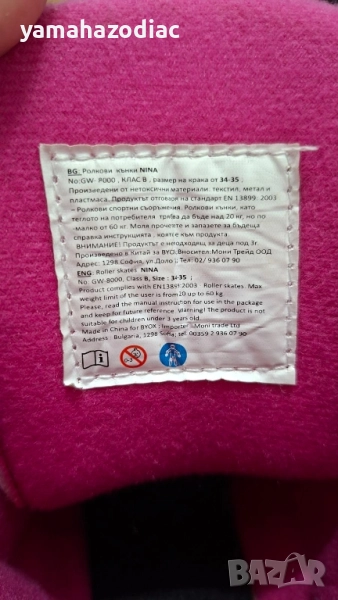 yamahazodiac
BG: Ролкови кънки NINA
No:GW-8000, КЛАС В, размер на крака от 34-35
Произведени от нетоксични материали: текстил, метал и
пластмаса. Продуктът отговоря на стандарт EN 13899: 2003
– Ролкови спортни съоръжения. Ролкови кънки, като
теглото на потребителя трябва да бъде над 20 кг, но по-
малко от 60 кг. Моля прочетете и запазете за бъдеща
справка инструкцията, която е към продукта.
ВНИМАНИЕ! Продуктът е неподходящ за деца под 3г.
Произведено в Китай за BYOX. Вносител: Мони Трейд ООД
Адрес: 1298 София, ул.Доло ; Тел: 02/ 936 07 90
ENG: Roller skates NINA
No: GW-8000, Class B, Size : 34-35 ;
Product complies with EN13899:2003 - Roller skates. Max
weight limit of the user is from 20 up to 60 kg
Please read the manual instruction for use in the package
and keep for future reference. Warning! The product is not
suitable for children under 3 years old.
Made in China for BYOX ; Importer: Moni trade Ltd
Address : Bulgaria, 1298 Sofia; tel: 00359 2 936 07 90
BAZAR